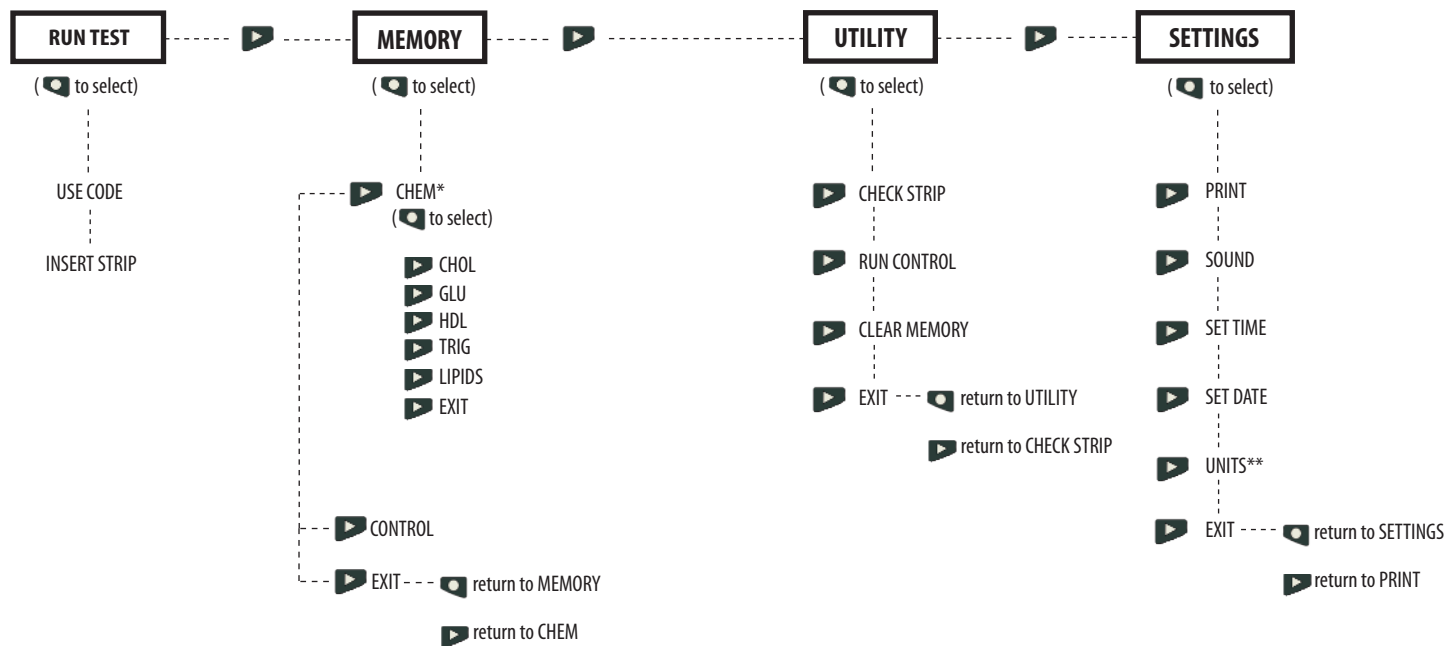 RUN TEST
MEMORY
UTILITY
SETTINGS
( to select)
( to select)
( to select)
( to select)
USE CODE
INSERT STRIP
CHEM*
( to select)
CHOL
GLU
HDL
TRIG
LIPIDS
EXIT
CONTROL
EXIT
return to MEMORY
return to CHEM
CHECK STRIP
RUN CONTROL
CLEAR MEMORY
EXIT
return to UTILITY
return to CHECK STRIP
PRINT
SOUND
SET TIME
SET DATE
UNITS**
EXIT
return to SETTINGS
return to PRINT